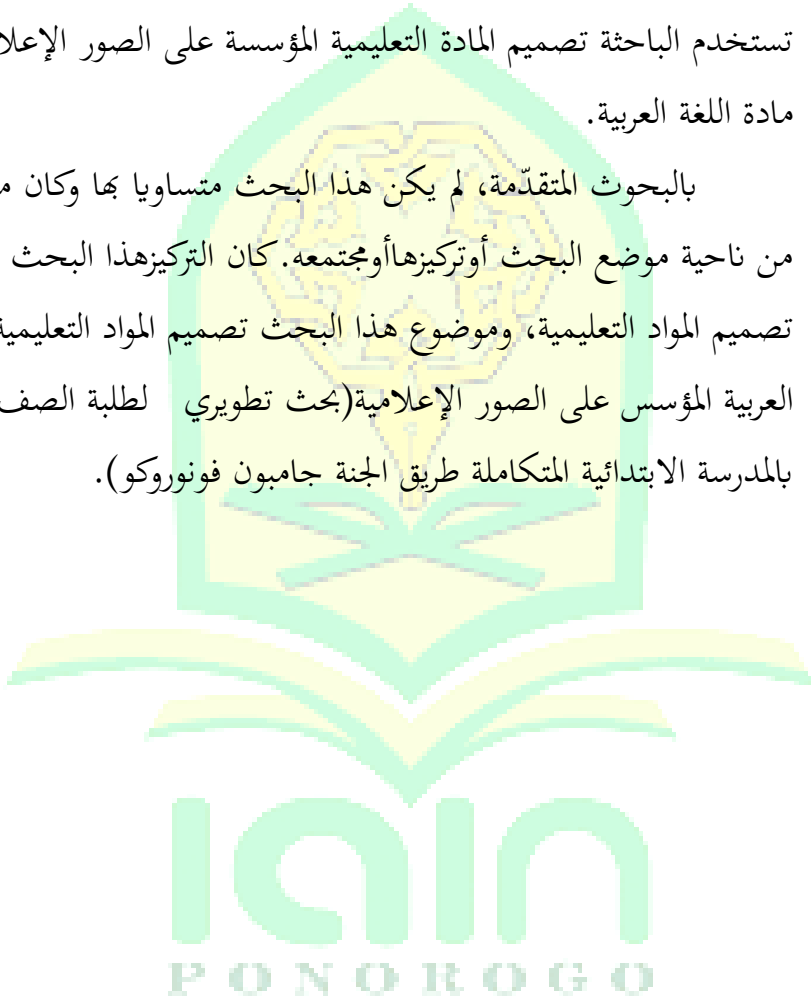 تستخدم الباحثة تصميم المادة التعليمية المؤسسة على الصور
مادة اللغة العربية.
بالبحوث المتقدّمة، لم يكن هذا البحث متساويا بها وكان
من ناحية موضع البحث أوتركيزهاأومجتمعه. كان التركيزهذا البحث
تصميم المواد التعليمية، وموضوع هذا البحث تصميم المواد التعليمية
العربية المؤسس على الصور الإعلامية(بحث تطويري لطلبة الصف
بالمدرسة الابتدائية المتكاملة طريق الجنة جامبون فونوروكو).
IAIN
PONOROGO